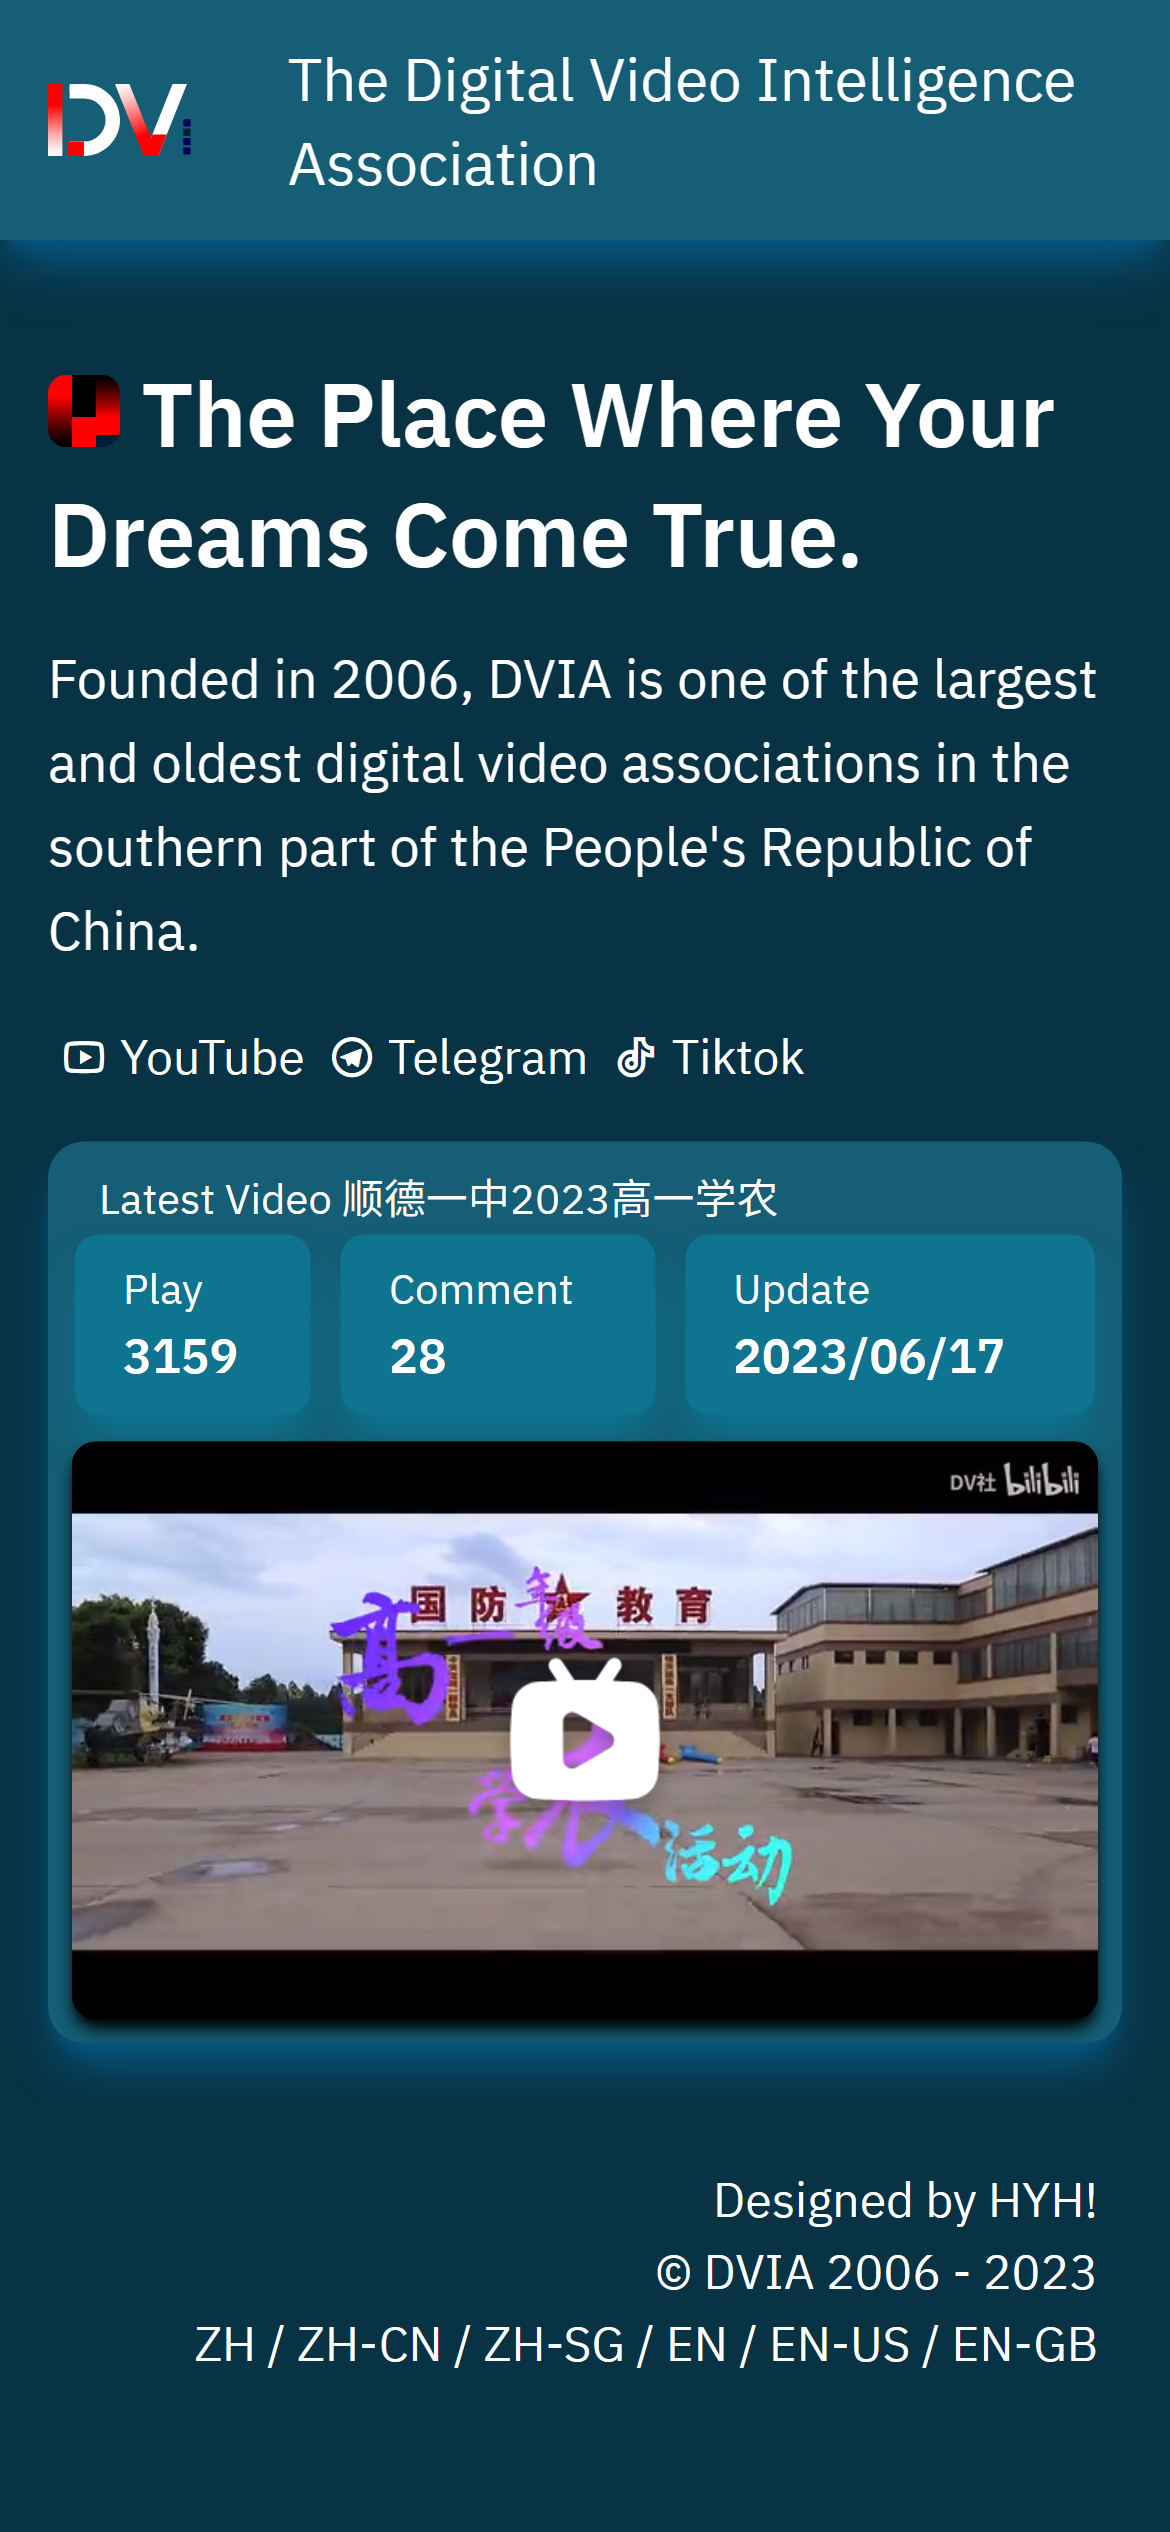 DVi
The Digital Video Intelligence
Association
The Place Where Your
Dreams Come True.
Founded in 2006, DVIA is one of the largest
and oldest digital video associations in the
southern part of the People's Republic of
China.
YouTube Telegram Tiktok
Latest Video 顺德一中2023高一学农
Play Comment Update
3159 28 2023/06/17
DV社 bilibili
国防教育
高一年级
学农活动
Designed by HYH!
© DVIA 2006 - 2023
ZH / ZH-CN / ZH-SG / EN / EN-US / EN-GB